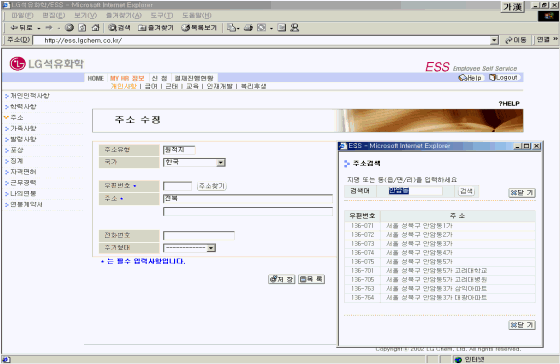 LG석유화학/ESS - Microsoft Internet Explorer
가漢
파일(F) 편집(E) 보기(V) 즐겨찾기(A) 도구(T) 도움말(H)
뒤로 검색 즐겨찾기 목록보기
주소(D) http://ess.lgchem.co.kr/ 이동 연결 »
LG석유화학
ESS Employee Self Service
HOME MY HR 정보 신 청 결재진행현황
Help Logout
개인사항 | 급여 | 근태 | 교육 | 인재개발 | 복리후생
개인인적사항
학력사항
주소
가족사항
발령사항
포상
징계
자격면허
근무경력
나의연봉
연봉계약서
?HELP
주소 수정
주소유형 원적지
국가 한국
우편번호 주소찾기
주소 전북
전화번호
주거형태 ---------------
* 는 필수 입력사항입니다.
저 장 목 록
ESS - Microsoft Internet Explorer
주소검색
지명 또는 동(읍/면/리)을 입력하세요
검색어 안암동 검색
닫 기
우편번호 주 소
136-071 서울 성북구 안암동1가
136-072 서울 성북구 안암동2가
136-073 서울 성북구 안암동3가
136-074 서울 성북구 안암동4가
136-075 서울 성북구 안암동5가
136-701 서울 성북구 안암동5가 고려대학교
136-705 서울 성북구 안암동5가 고려대병원
136-763 서울 성북구 안암동3가 삼익아파트
136-764 서울 성북구 안암동3가 대광아파트
닫 기
Copyright © 2002 LG Chem, Ltd. All rights reserved.
인터넷